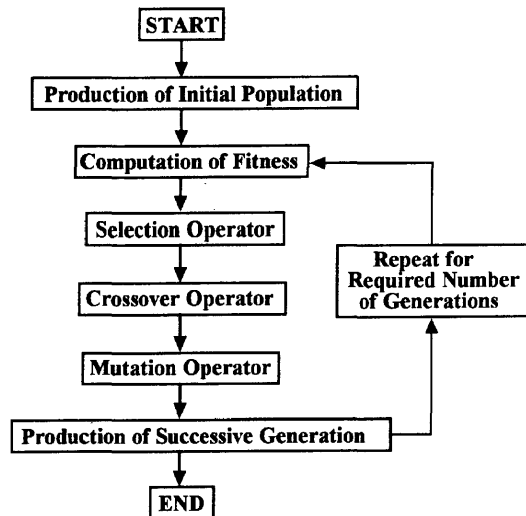 START
Production of Initial Population
Computation of Fitness
Selection Operator
Crossover Operator
Mutation Operator
Production of Successive Generation
END
Repeat for
Required Number
of Generations